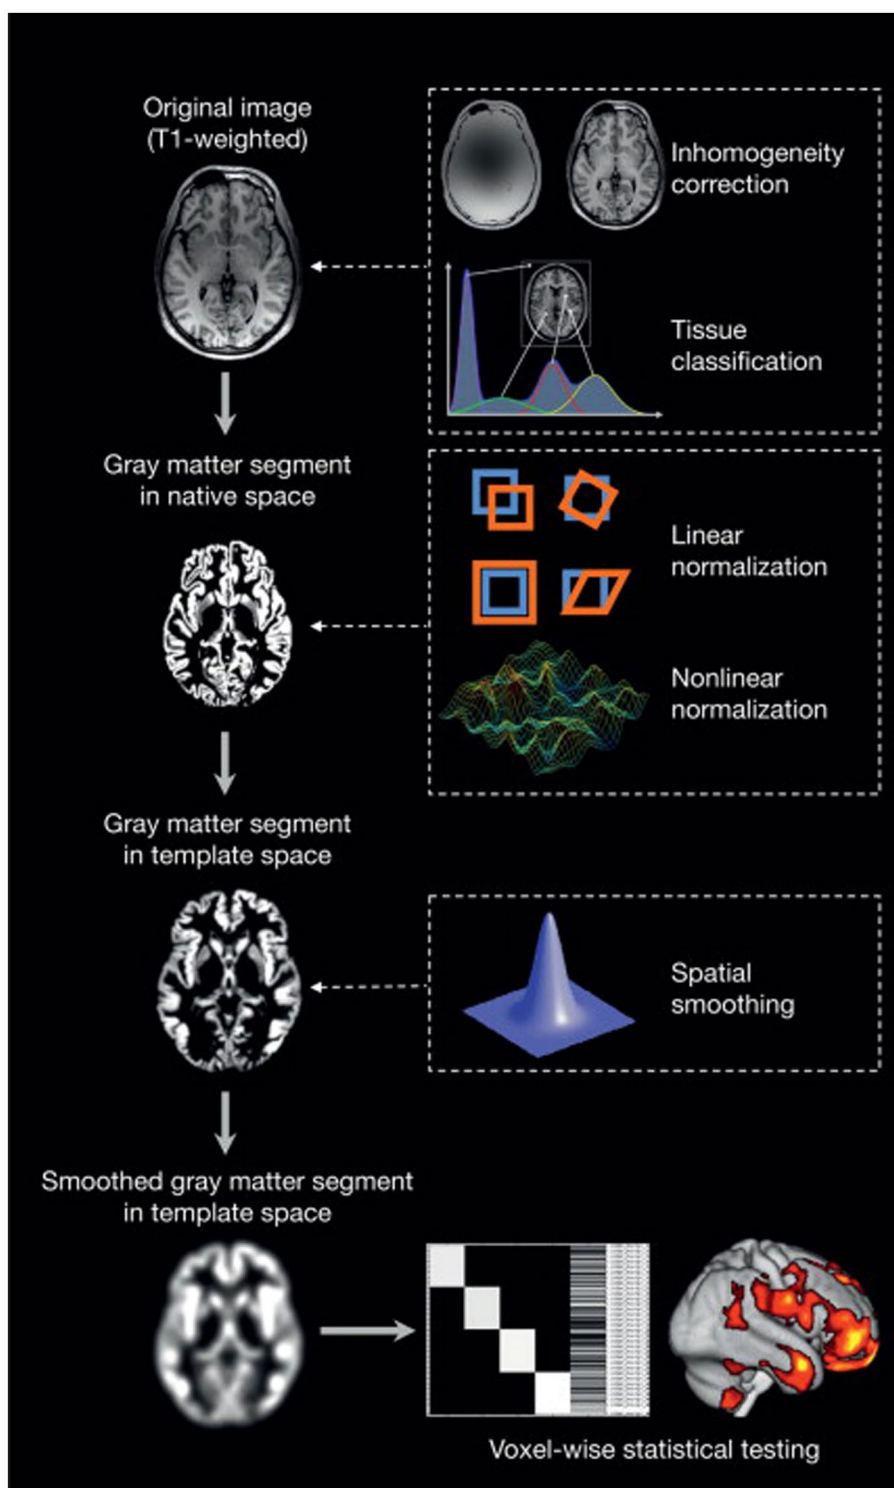 Original image
(T1-weighted)
Inhomogeneity
correction
Tissue
classification
Gray matter segment
in native space
Linear
normalization
Nonlinear
normalization
Gray matter segment
in template space
Spatial
smoothing
Smoothed gray matter segment
in template space
Voxel-wise statistical testing